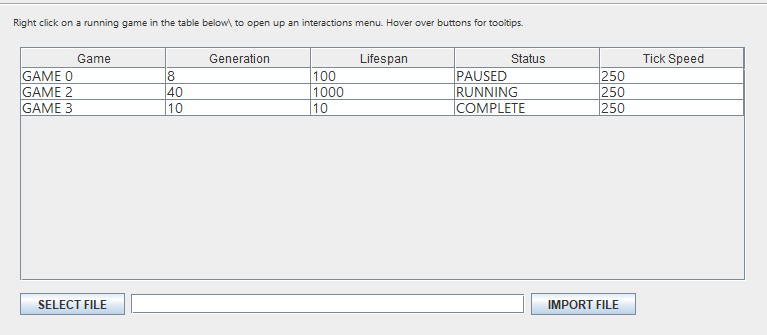 Right click on a running game in the table below\ to open up an interactions menu. Hover over buttons for tooltips.
Game Generation Lifespan Status Tick Speed
GAME 0 8 100 PAUSED 250
GAME 2 40 1000 RUNNING 250
GAME 3 10 10 COMPLETE 250
SELECT FILE IMPORT FILE